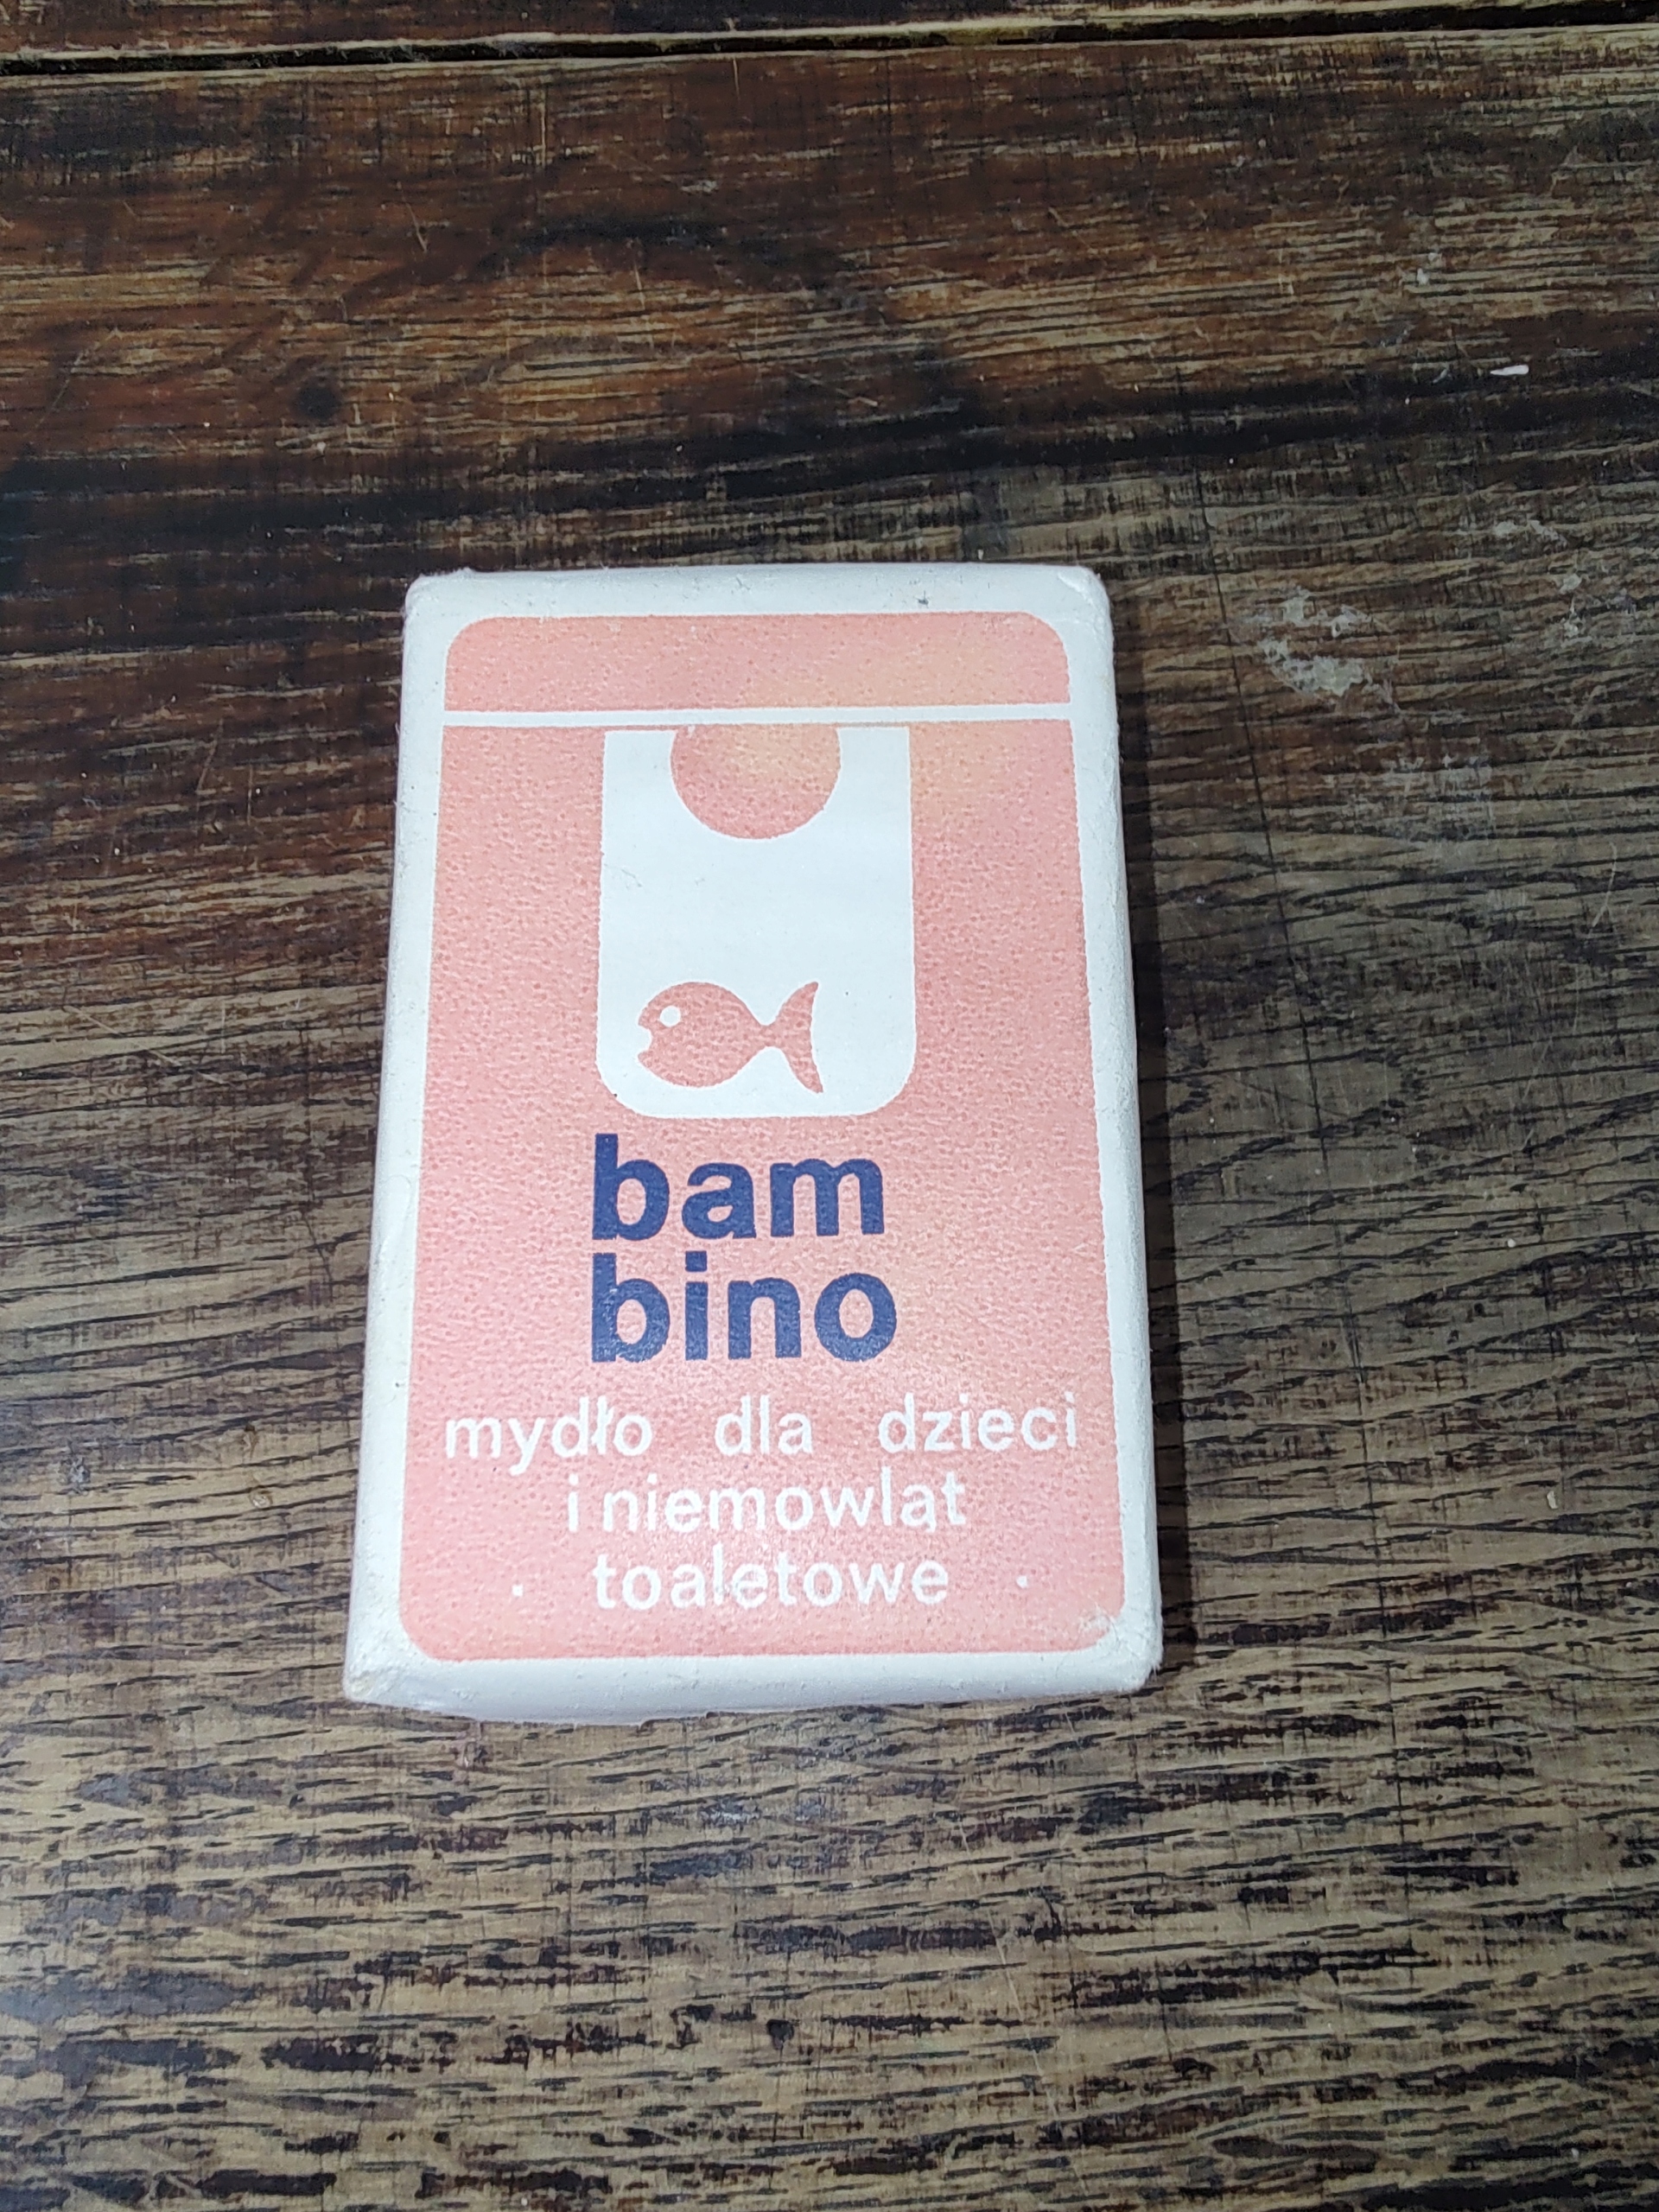 bam
bino
mydło dla dzieci
i niemowląt
· toaletowe ·